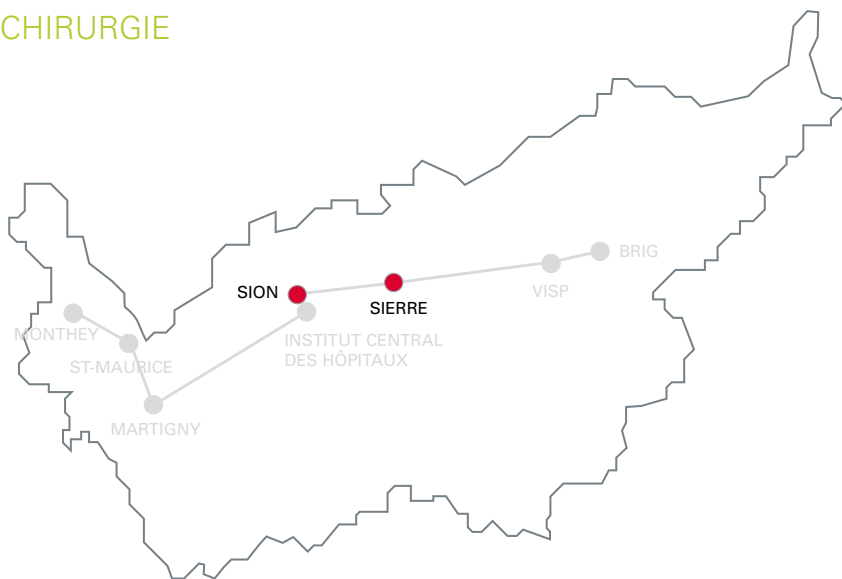 CHIRURGIE
BRIG
VISP
SION
SIERRE
MONTHEY
INSTITUT CENTRAL
DES HÔPITAUX
ST-MAURICE
MARTIGNY